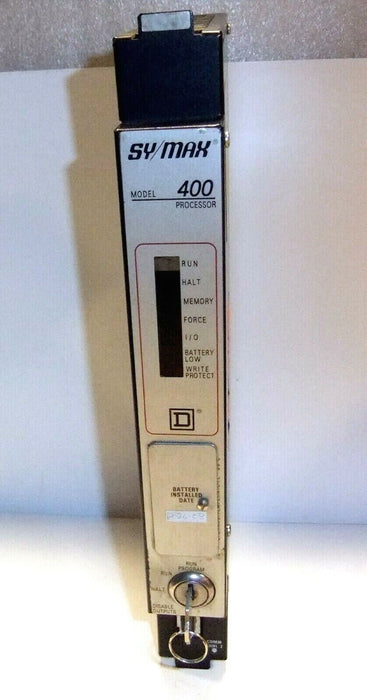 SY/MAX®
MODEL 400
PROCESSOR
RUN
HALT
MEMORY
FORCE
I/O
BATTERY
LOW
WRITE
PROTECT
D®
BATTERY
INSTALLED
DATE
RUN
PROGRAM
RUN
HALT
DISABLE
OUTPUTS
COMM